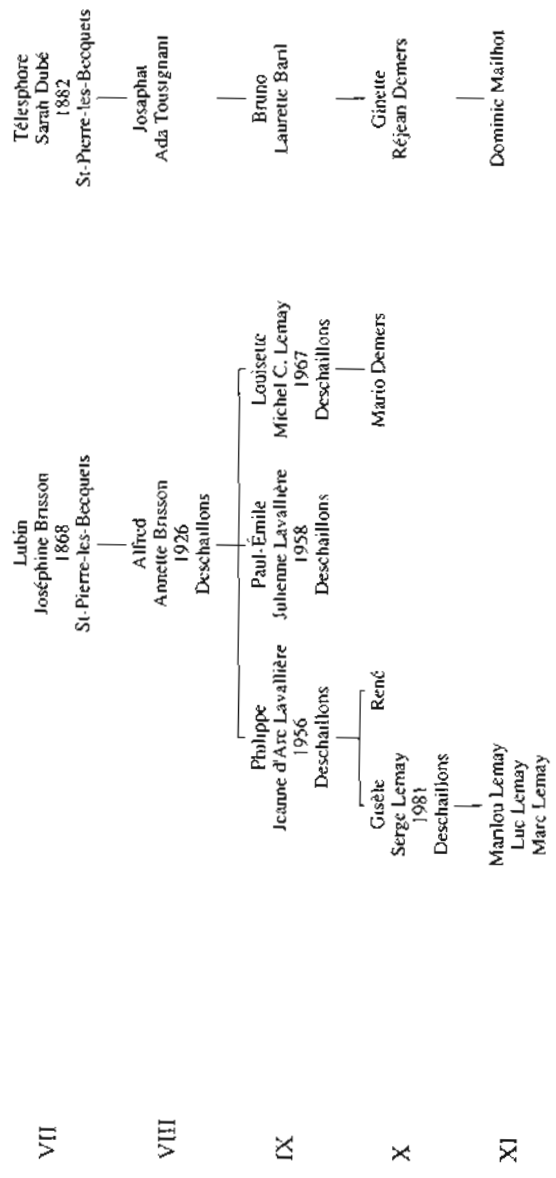 VII
Lubin
Joséphine Brisson
1868
St-Pierre-les-Becquets
Télesphore
Sarah Dubé
1882
St-Pierre-les-Becquets
VIII
Alfred
Annette Brisson
1926
Deschaillons
Josaphat
Ada Tousignant
IX
Philippe
Jeanne d'Arc Lavallière
1956
Deschaillons
Paul-Émile
Julienne Lavallière
1958
Deschaillons
Louisette
Michel C. Lemay
1967
Deschaillons
Bruno
Laurette Baril
X
Gisèle
Serge Lemay
1981
Deschaillons
René
Mario Demers
Ginette
Réjean Demers
XI
Marilou Lemay
Luc Lemay
Marc Lemay
Dominic Mailhot